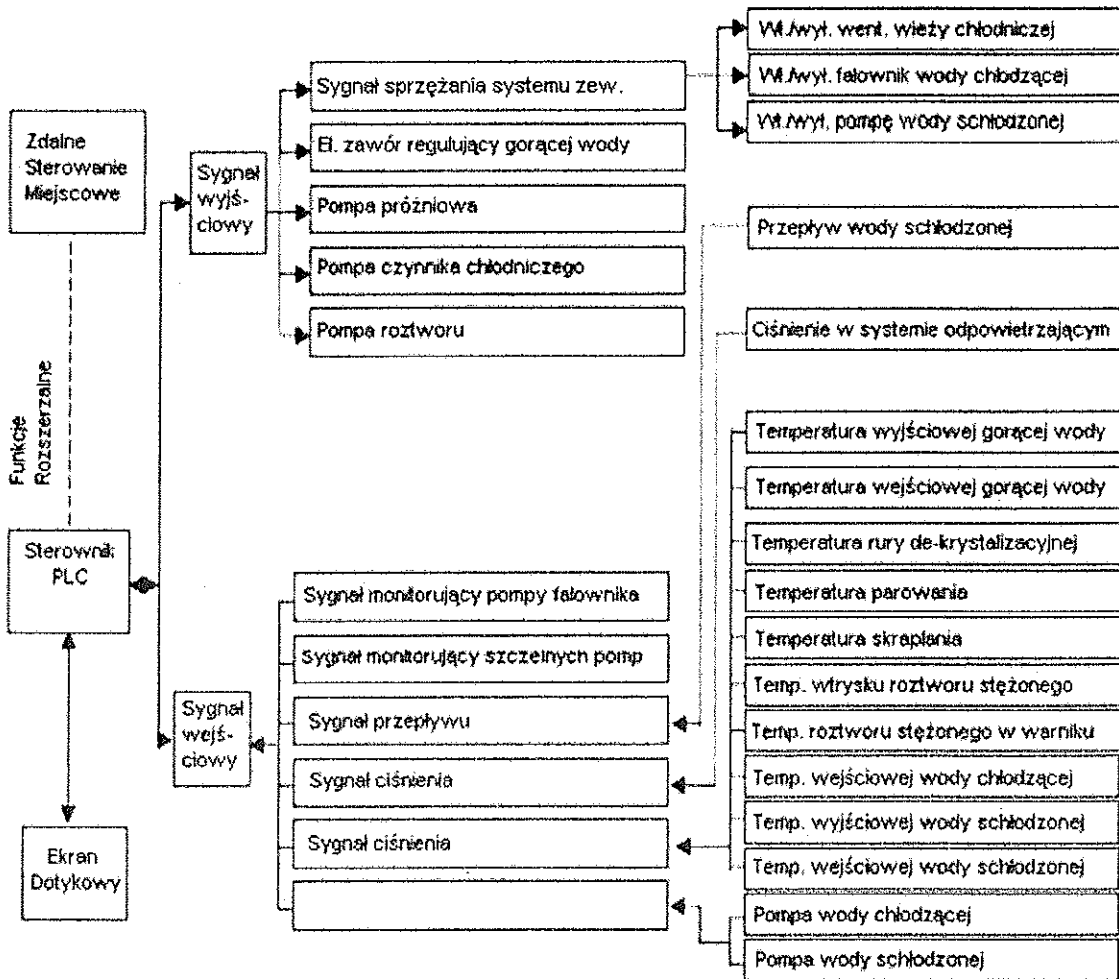 Wł./wył. went. wieży chłodniczej
Sygnał sprzężania systemu zew.
Wł./wył. falownik wody chłodzącej
Wł./wył. pompę wody schłodzonej
Zdalne
Sterowanie
Miejscowe
El. zawór regulujący gorącej wody
Sygnał
wyjś-
ciowy
Pompa próżniowa
Przepływ wody schłodzonej
Pompa czynnika chłodniczego
Pompa roztworu
Ciśnienie w systemie odpowietrzającym
Funkcje
Rozszerzalne
Temperatura wyjściowej gorącej wody
Temperatura wejściowej gorącej wody
Sterownik
PLC
Temperatura rury de-krystalizacyjnej
Sygnał monitorujący pompy falownika
Temperatura parowania
Sygnał monitorujący szczelnych pomp
Temperatura skraplania
Temp. wtrysku roztworu stężonego
Sygnał
wejś-
ciowy
Sygnał przepływu
Temp. roztworu stężonego w warniku
Sygnał ciśnienia
Temp. wejściowej wody chłodzącej
Temp. wyjściowej wody schłodzonej
Sygnał ciśnienia
Temp. wejściowej wody schłodzonej
Ekran
Dotykowy
Pompa wody chłodzącej
Pompa wody schłodzonej